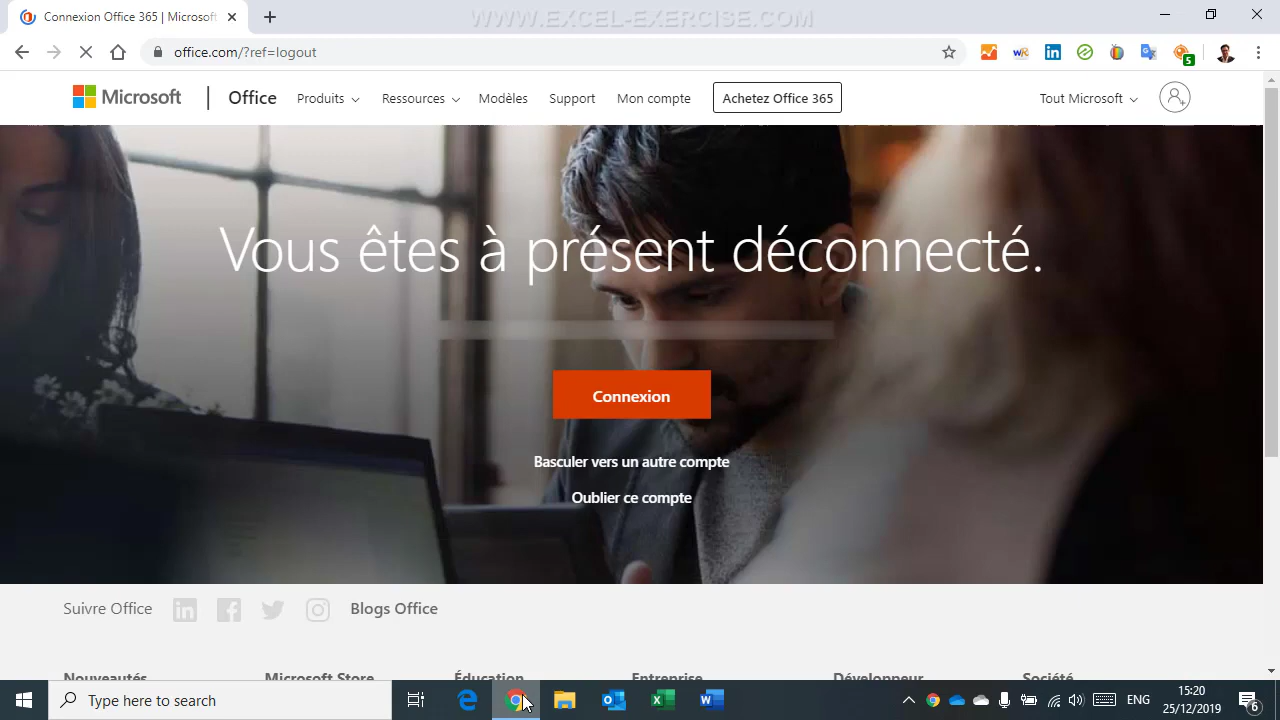 Connexion Office 365 | Microsoft
WWW.EXCEL-EXERCISE.COM
office.com/?ref=logout
5
Microsoft
Office
Produits
Ressources
Modèles
Support
Mon compte
Achetez Office 365
Tout Microsoft
Vous êtes à présent déconnecté.
Connexion
Basculer vers un autre compte
Oublier ce compte
Suivre Office
Blogs Office
Nouveautés
Microsoft Store
Éducation
Entreprise
Développeur
Société
Type here to search
ENG
15:20
25/12/2019
6